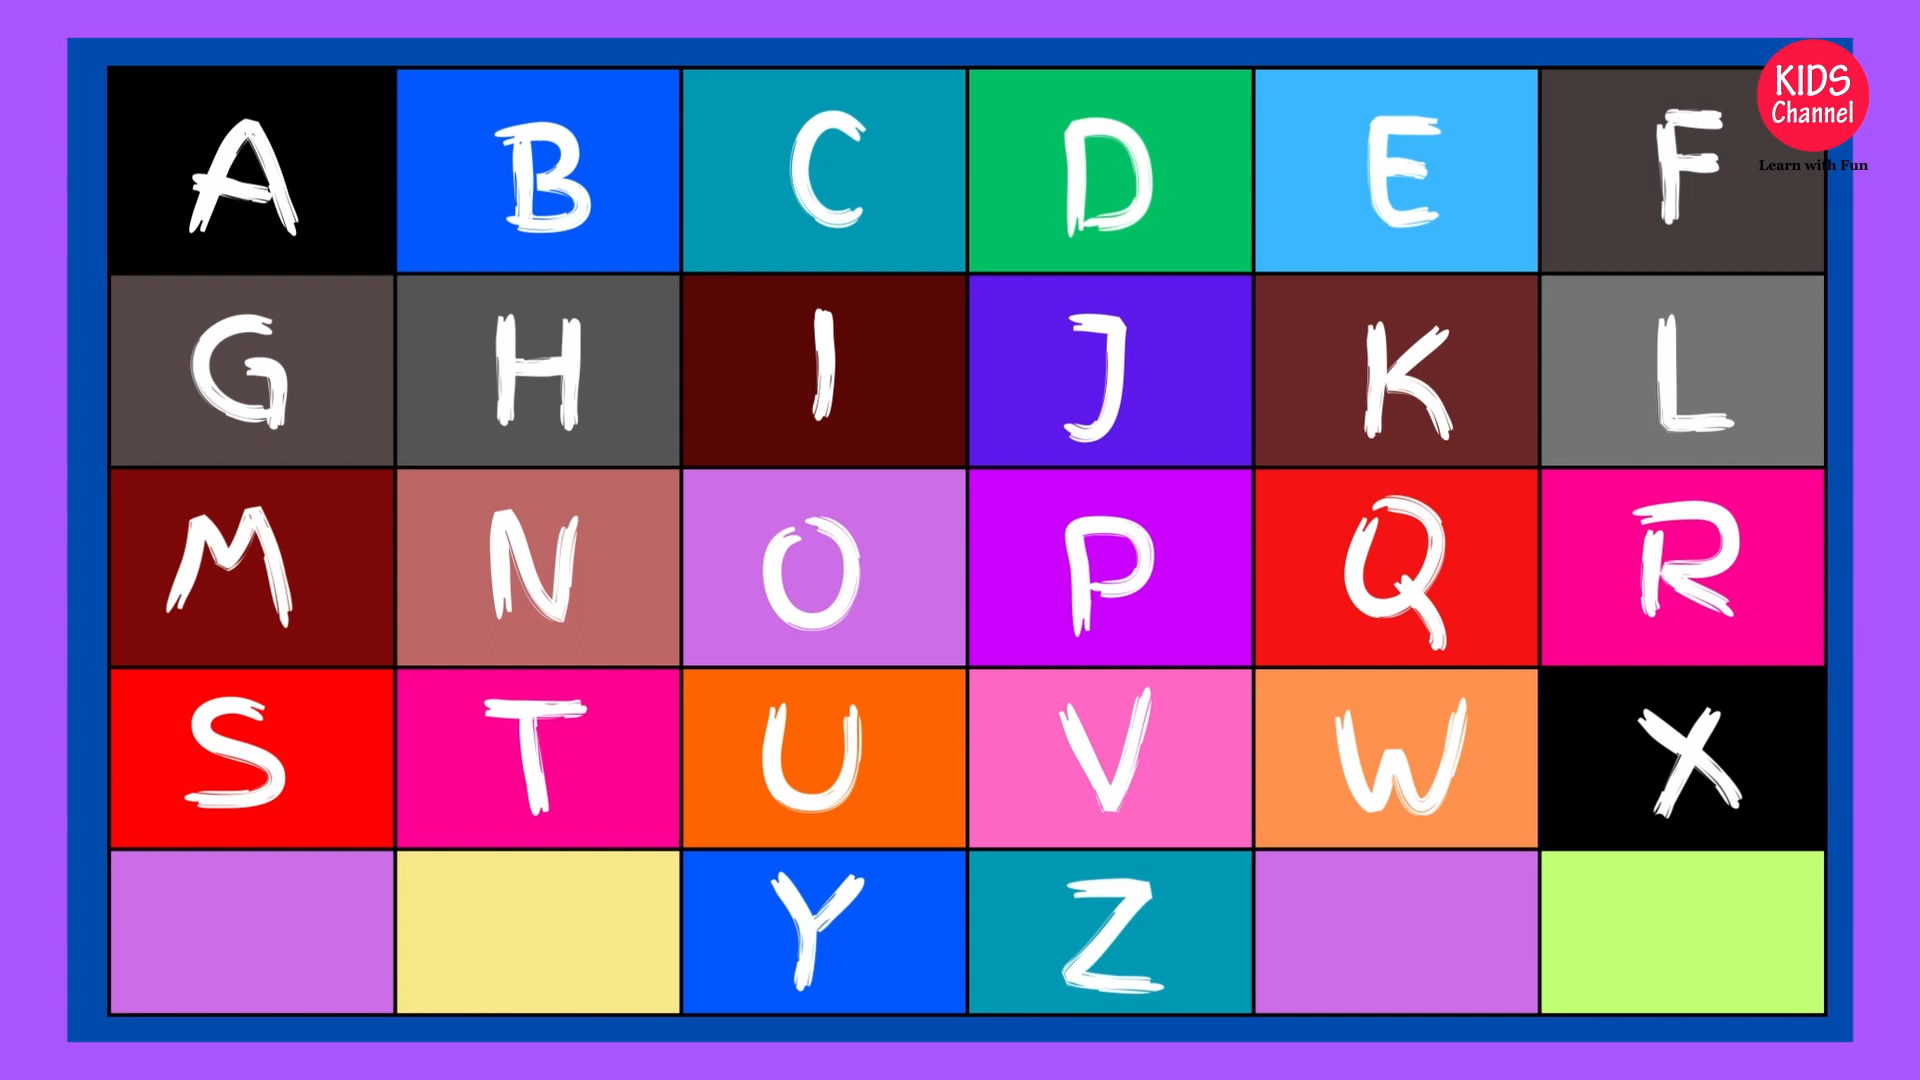 A B C D E F
KIDS
Channel
Learn with Fun
G H I J K L
M N O P Q R
S T U V W X
Y Z